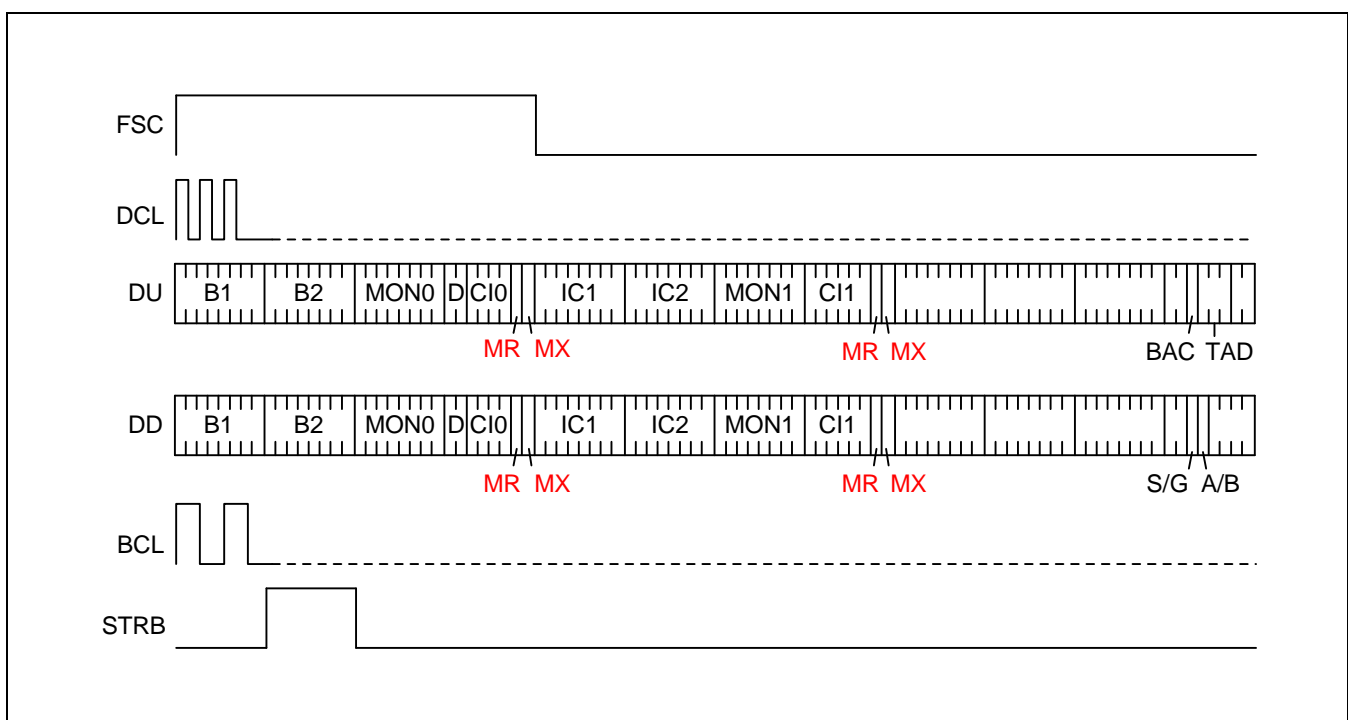 FSC
DCL
DU B1 B2 MON0 D CI0 IC1 IC2 MON1 CI1
MR MX MR MX BAC TAD
DD B1 B2 MON0 D CI0 IC1 IC2 MON1 CI1
MR MX MR MX S/G A/B
BCL
STRB